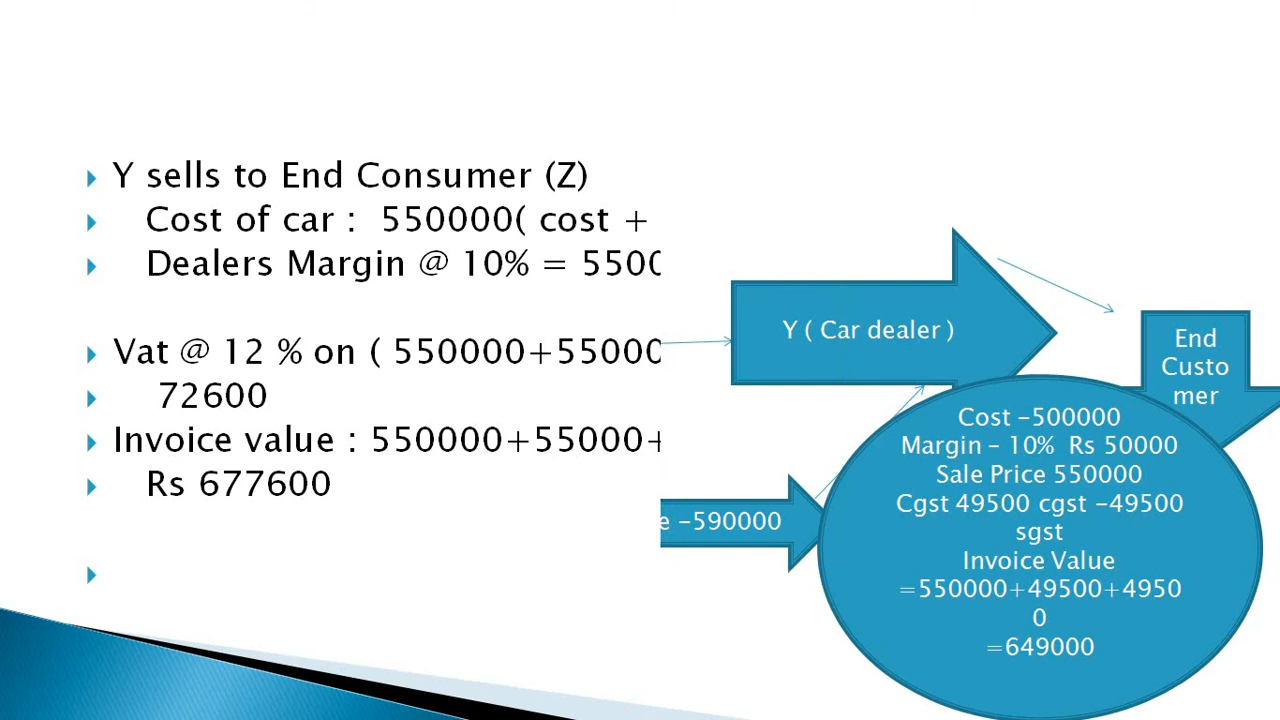 Y sells to End Consumer (Z)
Cost of car : 550000( cost +
Dealers Margin @ 10% = 5500
Vat @ 12 % on ( 550000+55000
72600
Invoice value : 550000+55000+
Rs 677600
Y ( Car dealer )
End
Custo
mer
e -590000
Cost -500000
Margin - 10% Rs 50000
Sale Price 550000
Cgst 49500 cgst -49500
sgst
Invoice Value
=550000+49500+4950
0
=649000